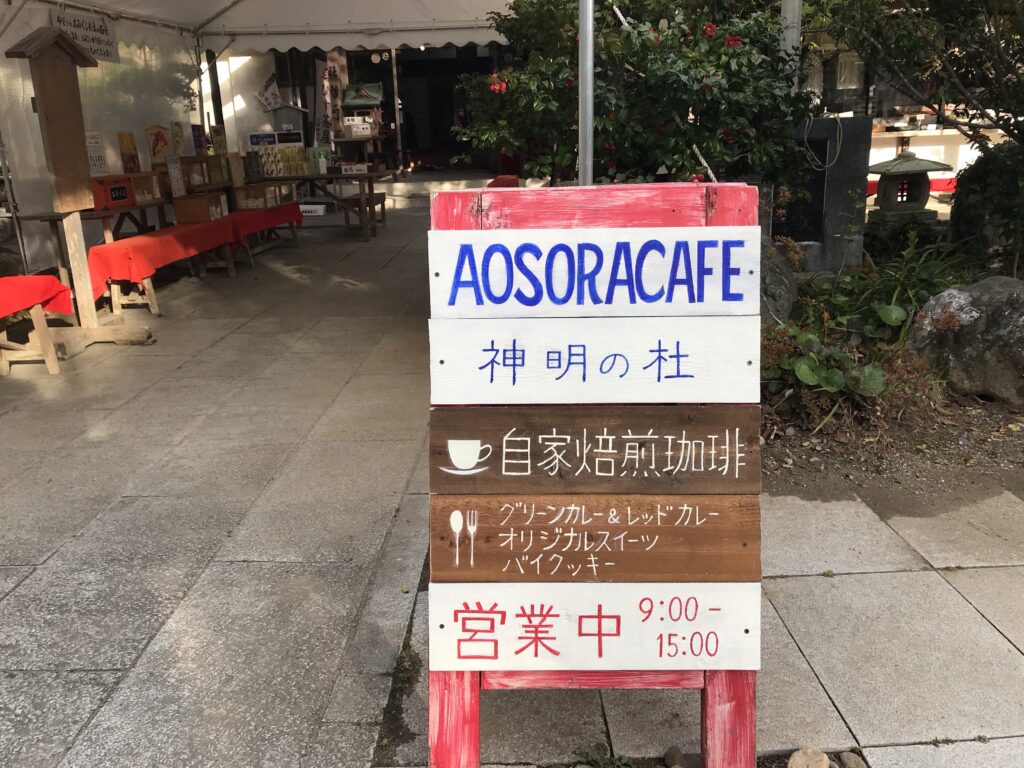 AOSORACAFE
神明の杜
自家焙煎珈琲
グリーンカレー&レッドカレー
オリジナルスイーツ
バイクッキー
営業中 9:00-
15:00